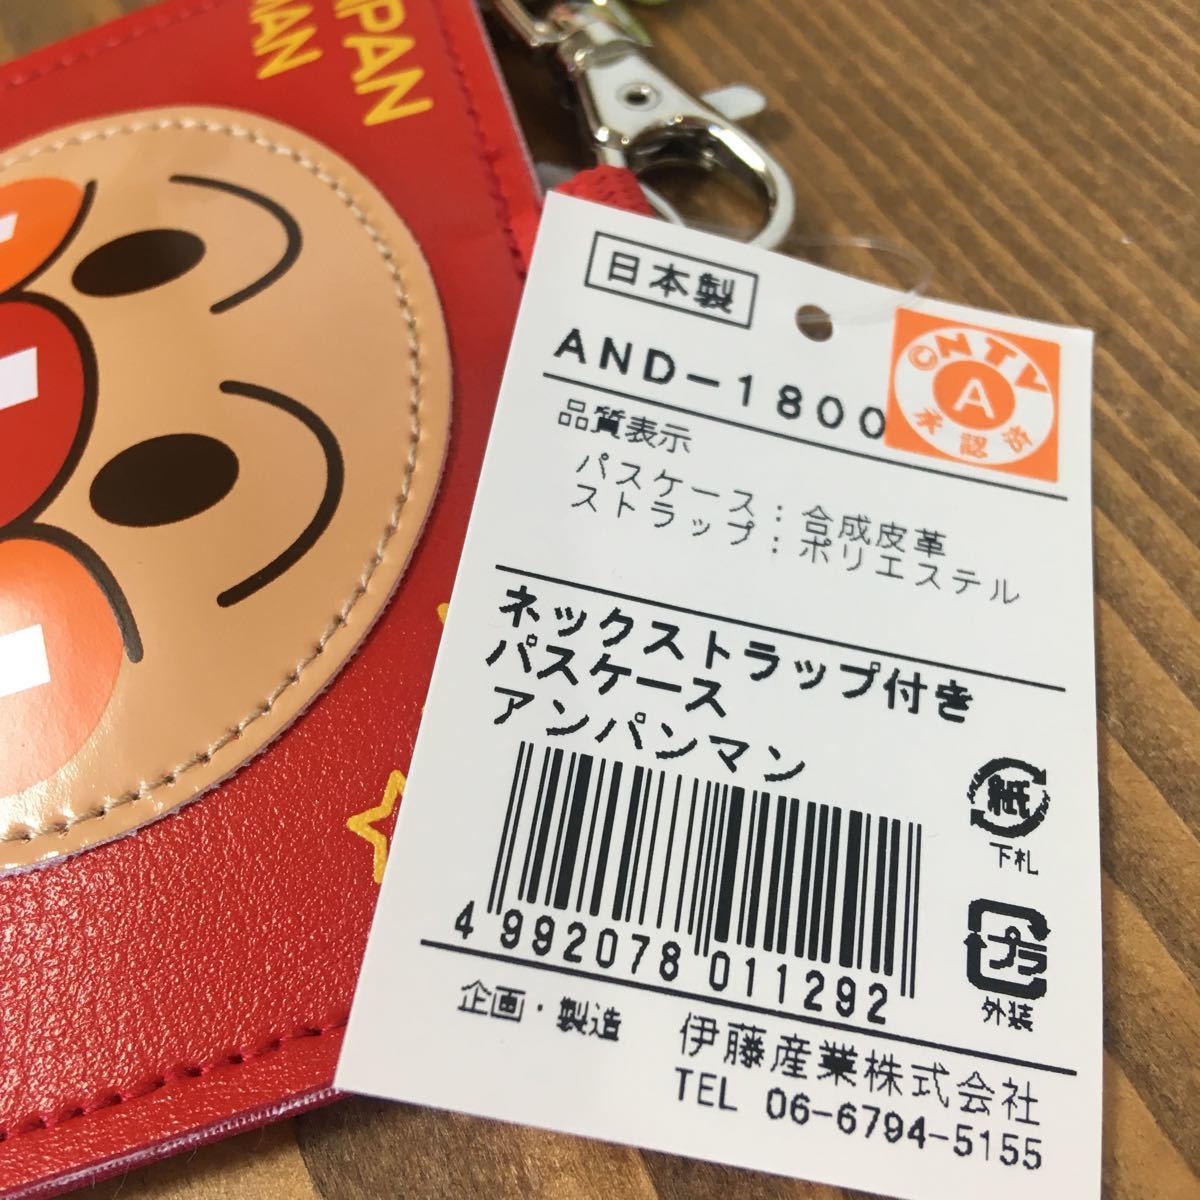 NPAN
MAN
日本製
AND-1800
©NTV
A
承認済
品質表示
パスケース：合成皮革
ストラップ：ポリエステル
ネックストラップ付き
パスケース
アンパンマン
紙
下札
4 992078 011292
プラ
外装
企画・製造 伊藤産業株式会社
TEL 06-6794-5155